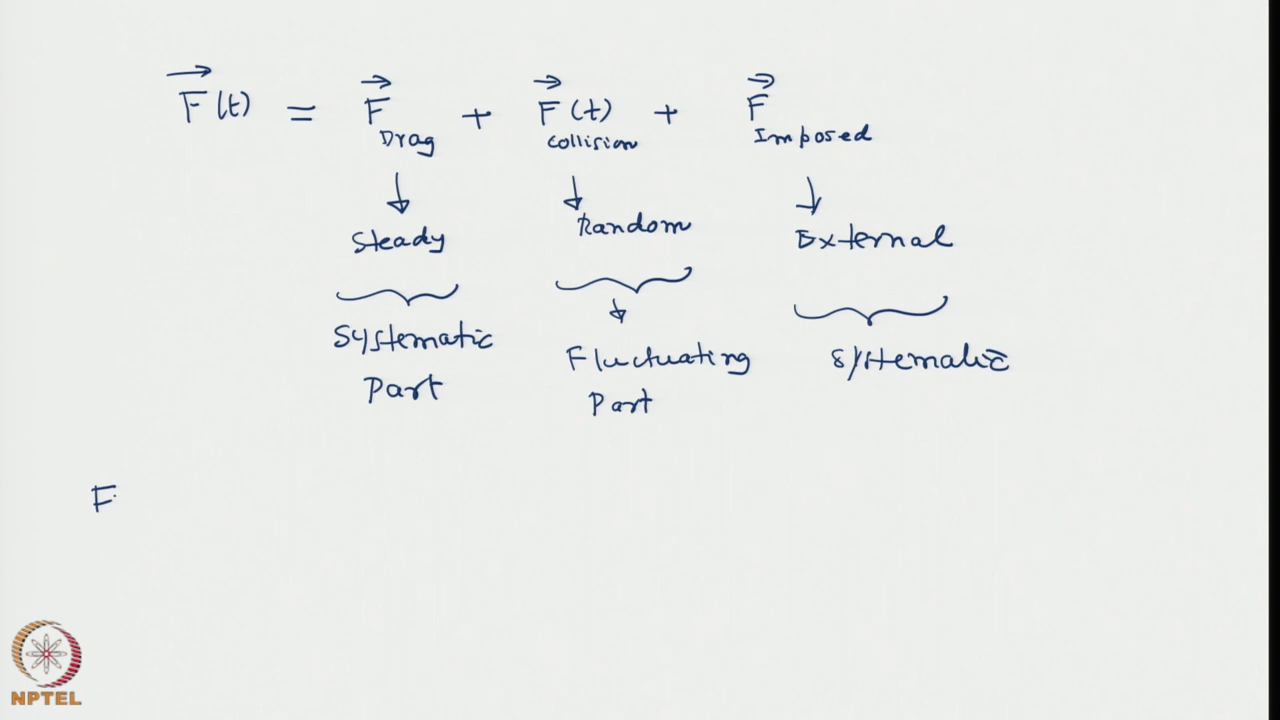 F(t) = F Drag + F(t) Collision + F Imposed
Steady Random External
Systematic Part Fluctuating Part Systematic
F
NPTEL